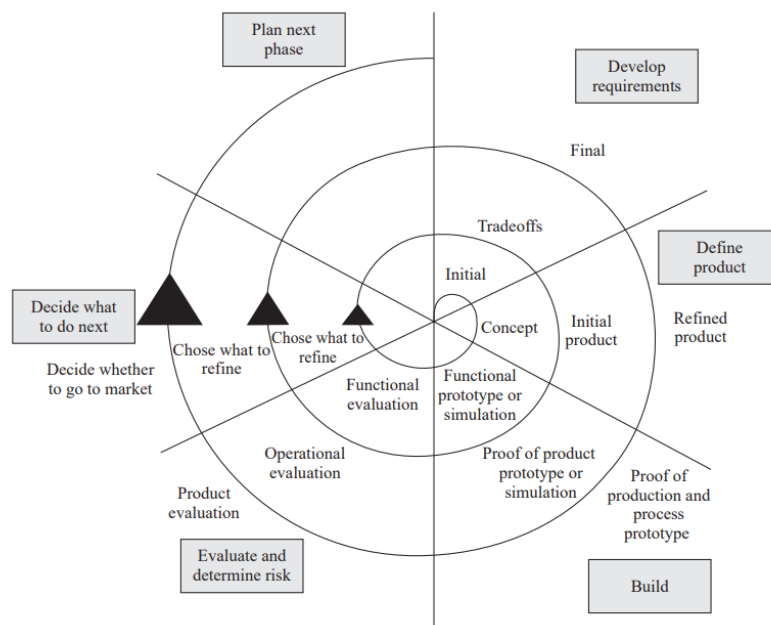 Plan next
phase
Develop
requirements
Final
Tradeoffs
Initial
Define
product
Decide what
to do next
Concept
Initial
product
Refined
product
Decide whether
to go to market
Chose what to
refine
Chose what to
refine
Functional
evaluation
Functional
prototype or
simulation
Operational
evaluation
Proof of product
prototype or
simulation
Product
evaluation
Proof of
production and
process
prototype
Evaluate and
determine risk
Build